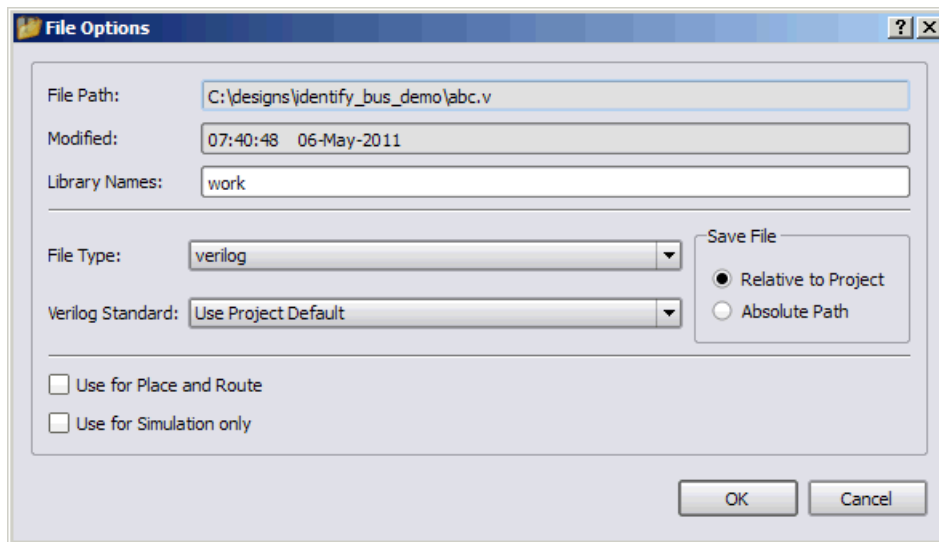 File Options
File Path: C:\designs\identify_bus_demo\abc.v
Modified: 07:40:48 06-May-2011
Library Names: work
File Type: verilog
Verilog Standard: Use Project Default
Save File
Relative to Project
Absolute Path
Use for Place and Route
Use for Simulation only
OK Cancel